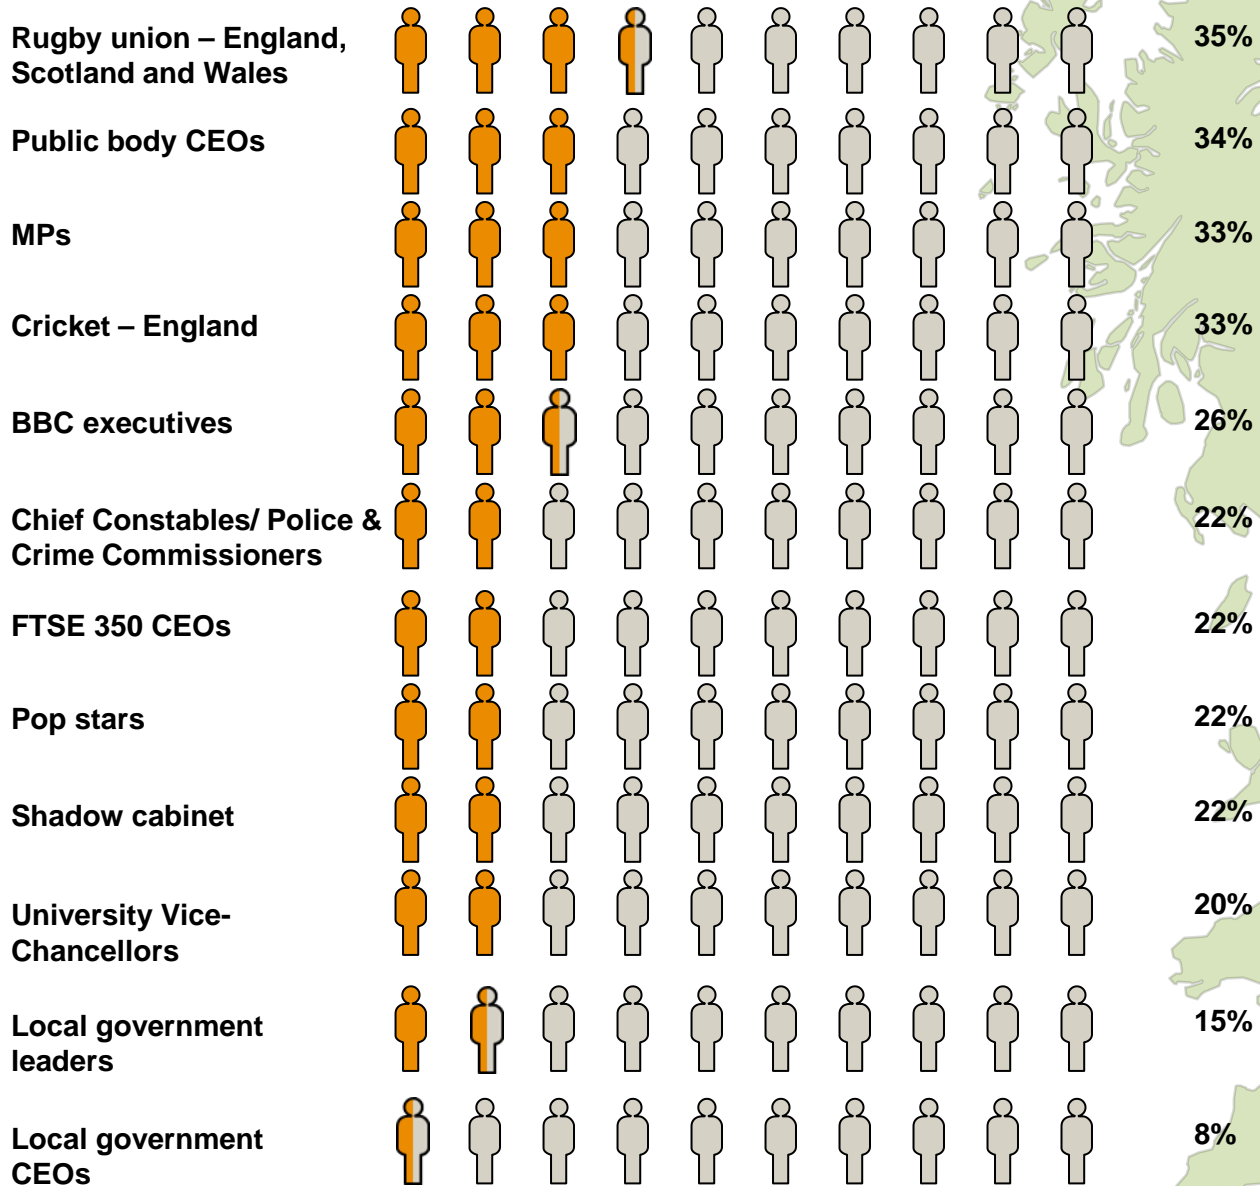 Rugby union – England,
Scotland and Wales
35%
Public body CEOs
34%
MPs
33%
Cricket – England
33%
BBC executives
26%
Chief Constables/ Police &
Crime Commissioners
22%
FTSE 350 CEOs
22%
Pop stars
22%
Shadow cabinet
22%
University Vice-
Chancellors
20%
Local government
leaders
15%
Local government
CEOs
8%